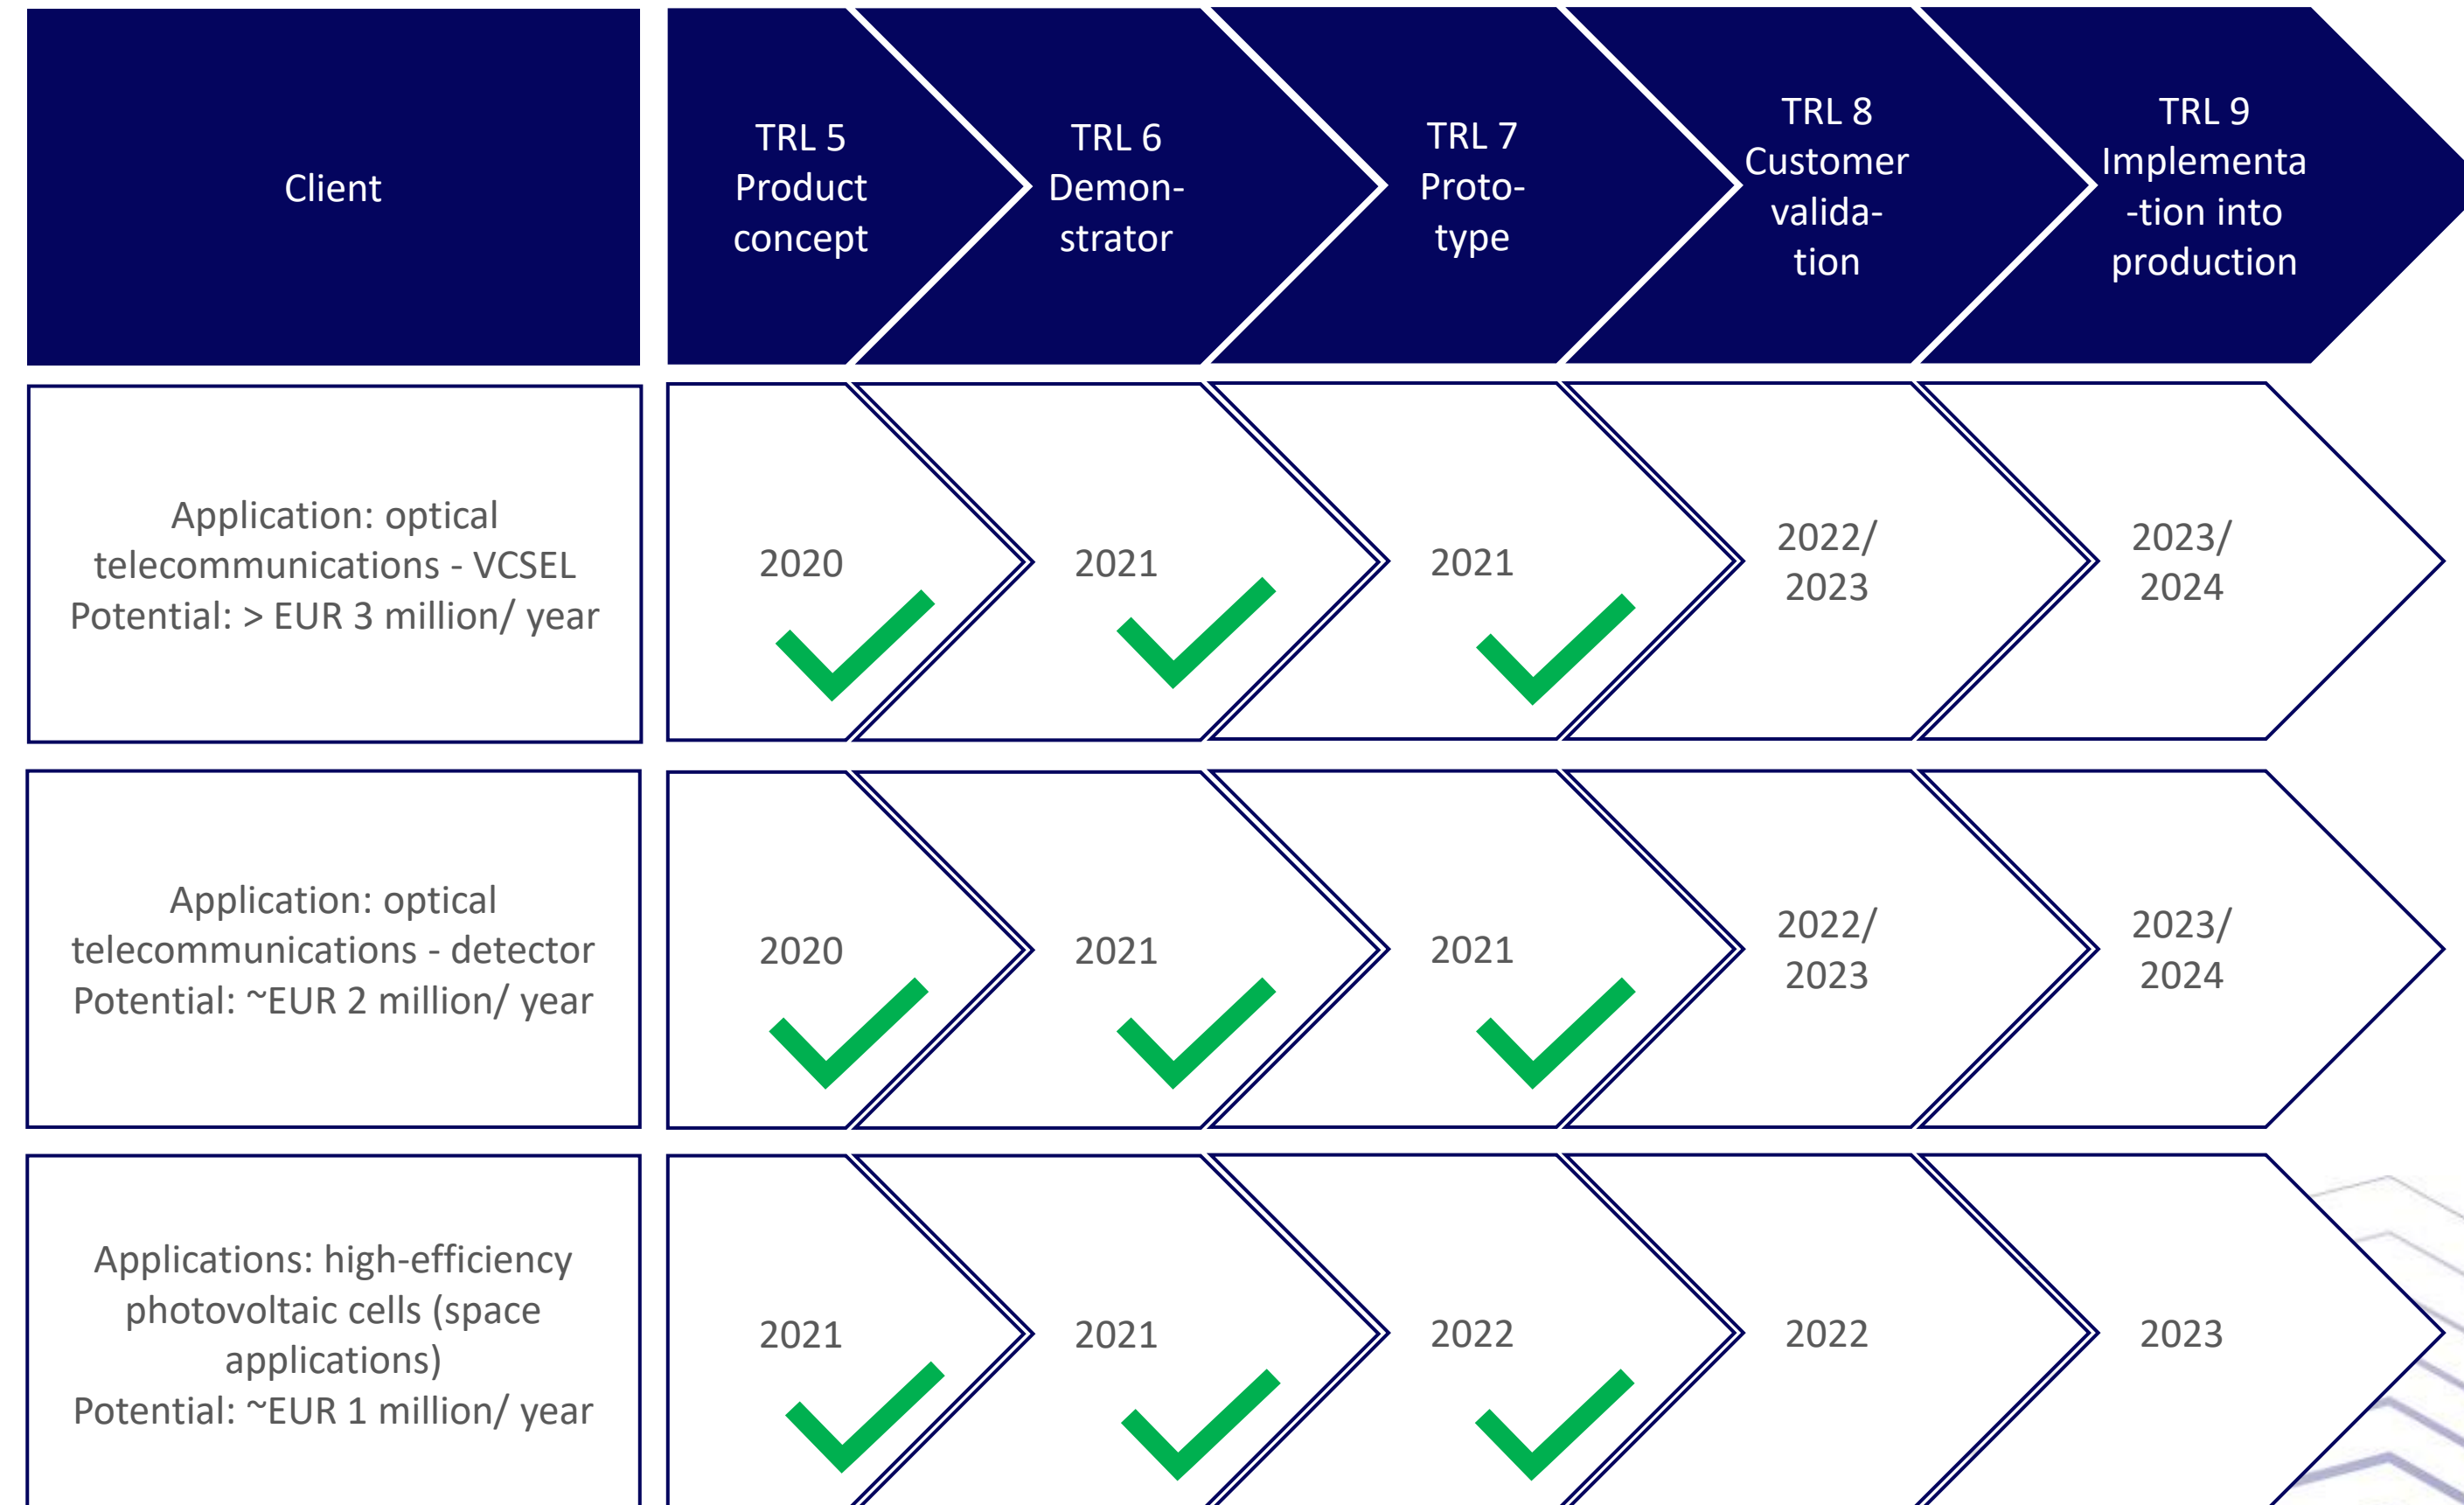 Client
TRL 5
Product
concept
TRL 6
Demon-
strator
TRL 7
Proto-
type
TRL 8
Customer
valida-
tion
TRL 9
Implementa
-tion into
production
Application: optical
telecommunications - VCSEL
Potential: > EUR 3 million/ year
2020
2021
2021
2022/
2023
2023/
2024
Application: optical
telecommunications - detector
Potential: ~EUR 2 million/ year
2020
2021
2021
2022/
2023
2023/
2024
Applications: high-efficiency
photovoltaic cells (space
applications)
Potential: ~EUR 1 million/ year
2021
2021
2022
2022
2023